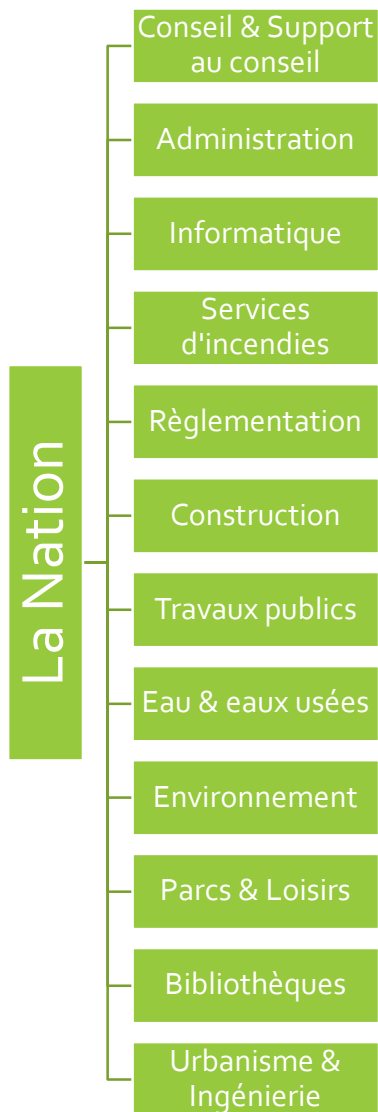 La Nation
Conseil & Support
au conseil
Administration
Informatique
Services
d'incendies
Règlementation
Construction
Travaux publics
Eau & eaux usées
Environnement
Parcs & Loisirs
Bibliothèques
Urbanisme &
Ingénierie